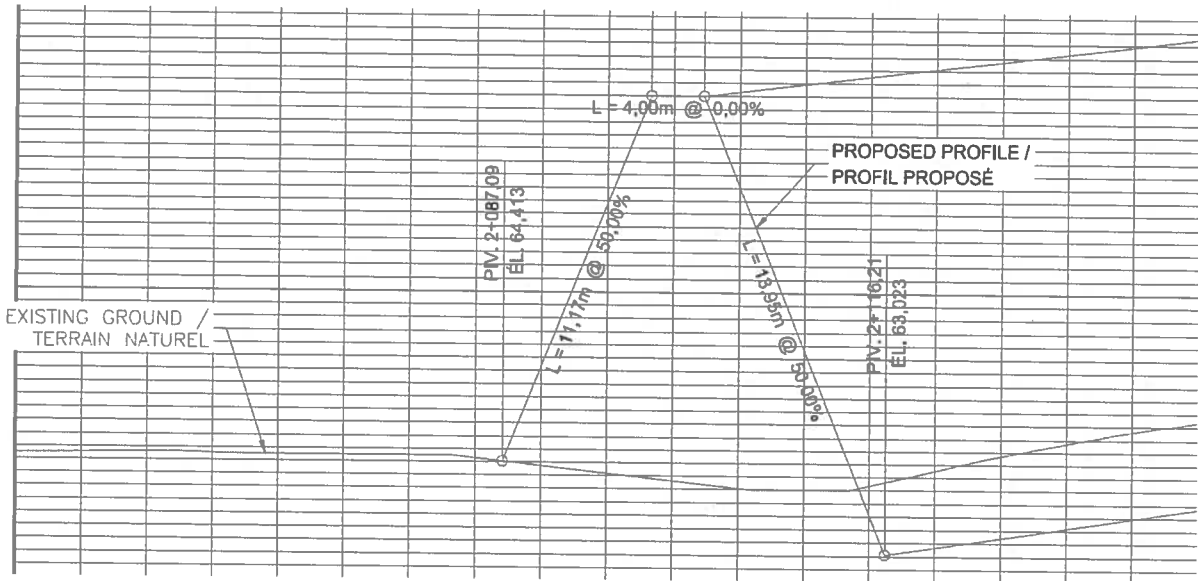 L = 4,00m @ 0,00%
PROPOSED PROFILE /
PROFIL PROPOSÉ
PIV. 2+087,09
ÉL. 64,413
L = 11,17m @ 50,00%
L = 13,95m @ 50,00%
PIV. 2+116,21
ÉL. 63,023
EXISTING GROUND /
TERRAIN NATUREL